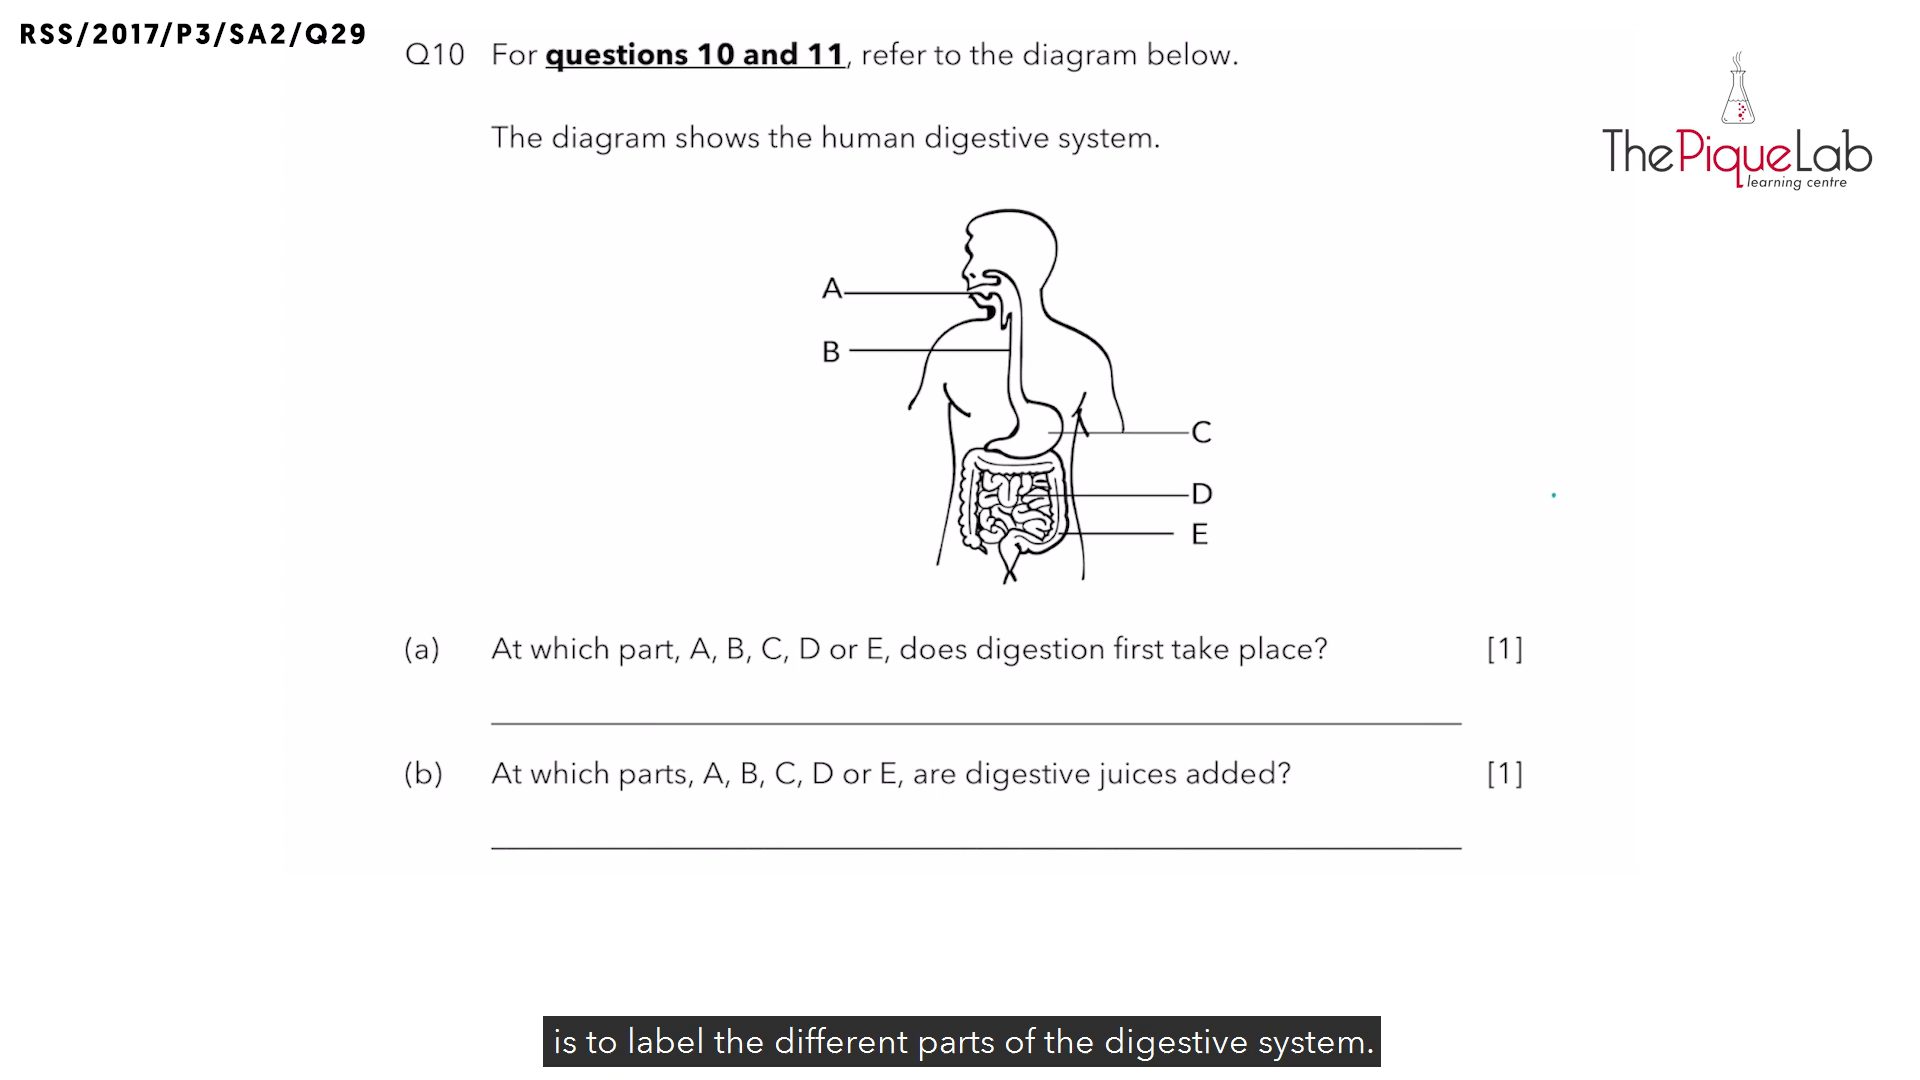 RSS/2017/P3/SA2/Q29
Q10 For questions 10 and 11, refer to the diagram below.
The diagram shows the human digestive system.
ThePiqueLab
learning centre
A
B
C
D
E
(a) At which part, A, B, C, D or E, does digestion first take place? [1]
(b) At which parts, A, B, C, D or E, are digestive juices added? [1]
is to label the different parts of the digestive system.